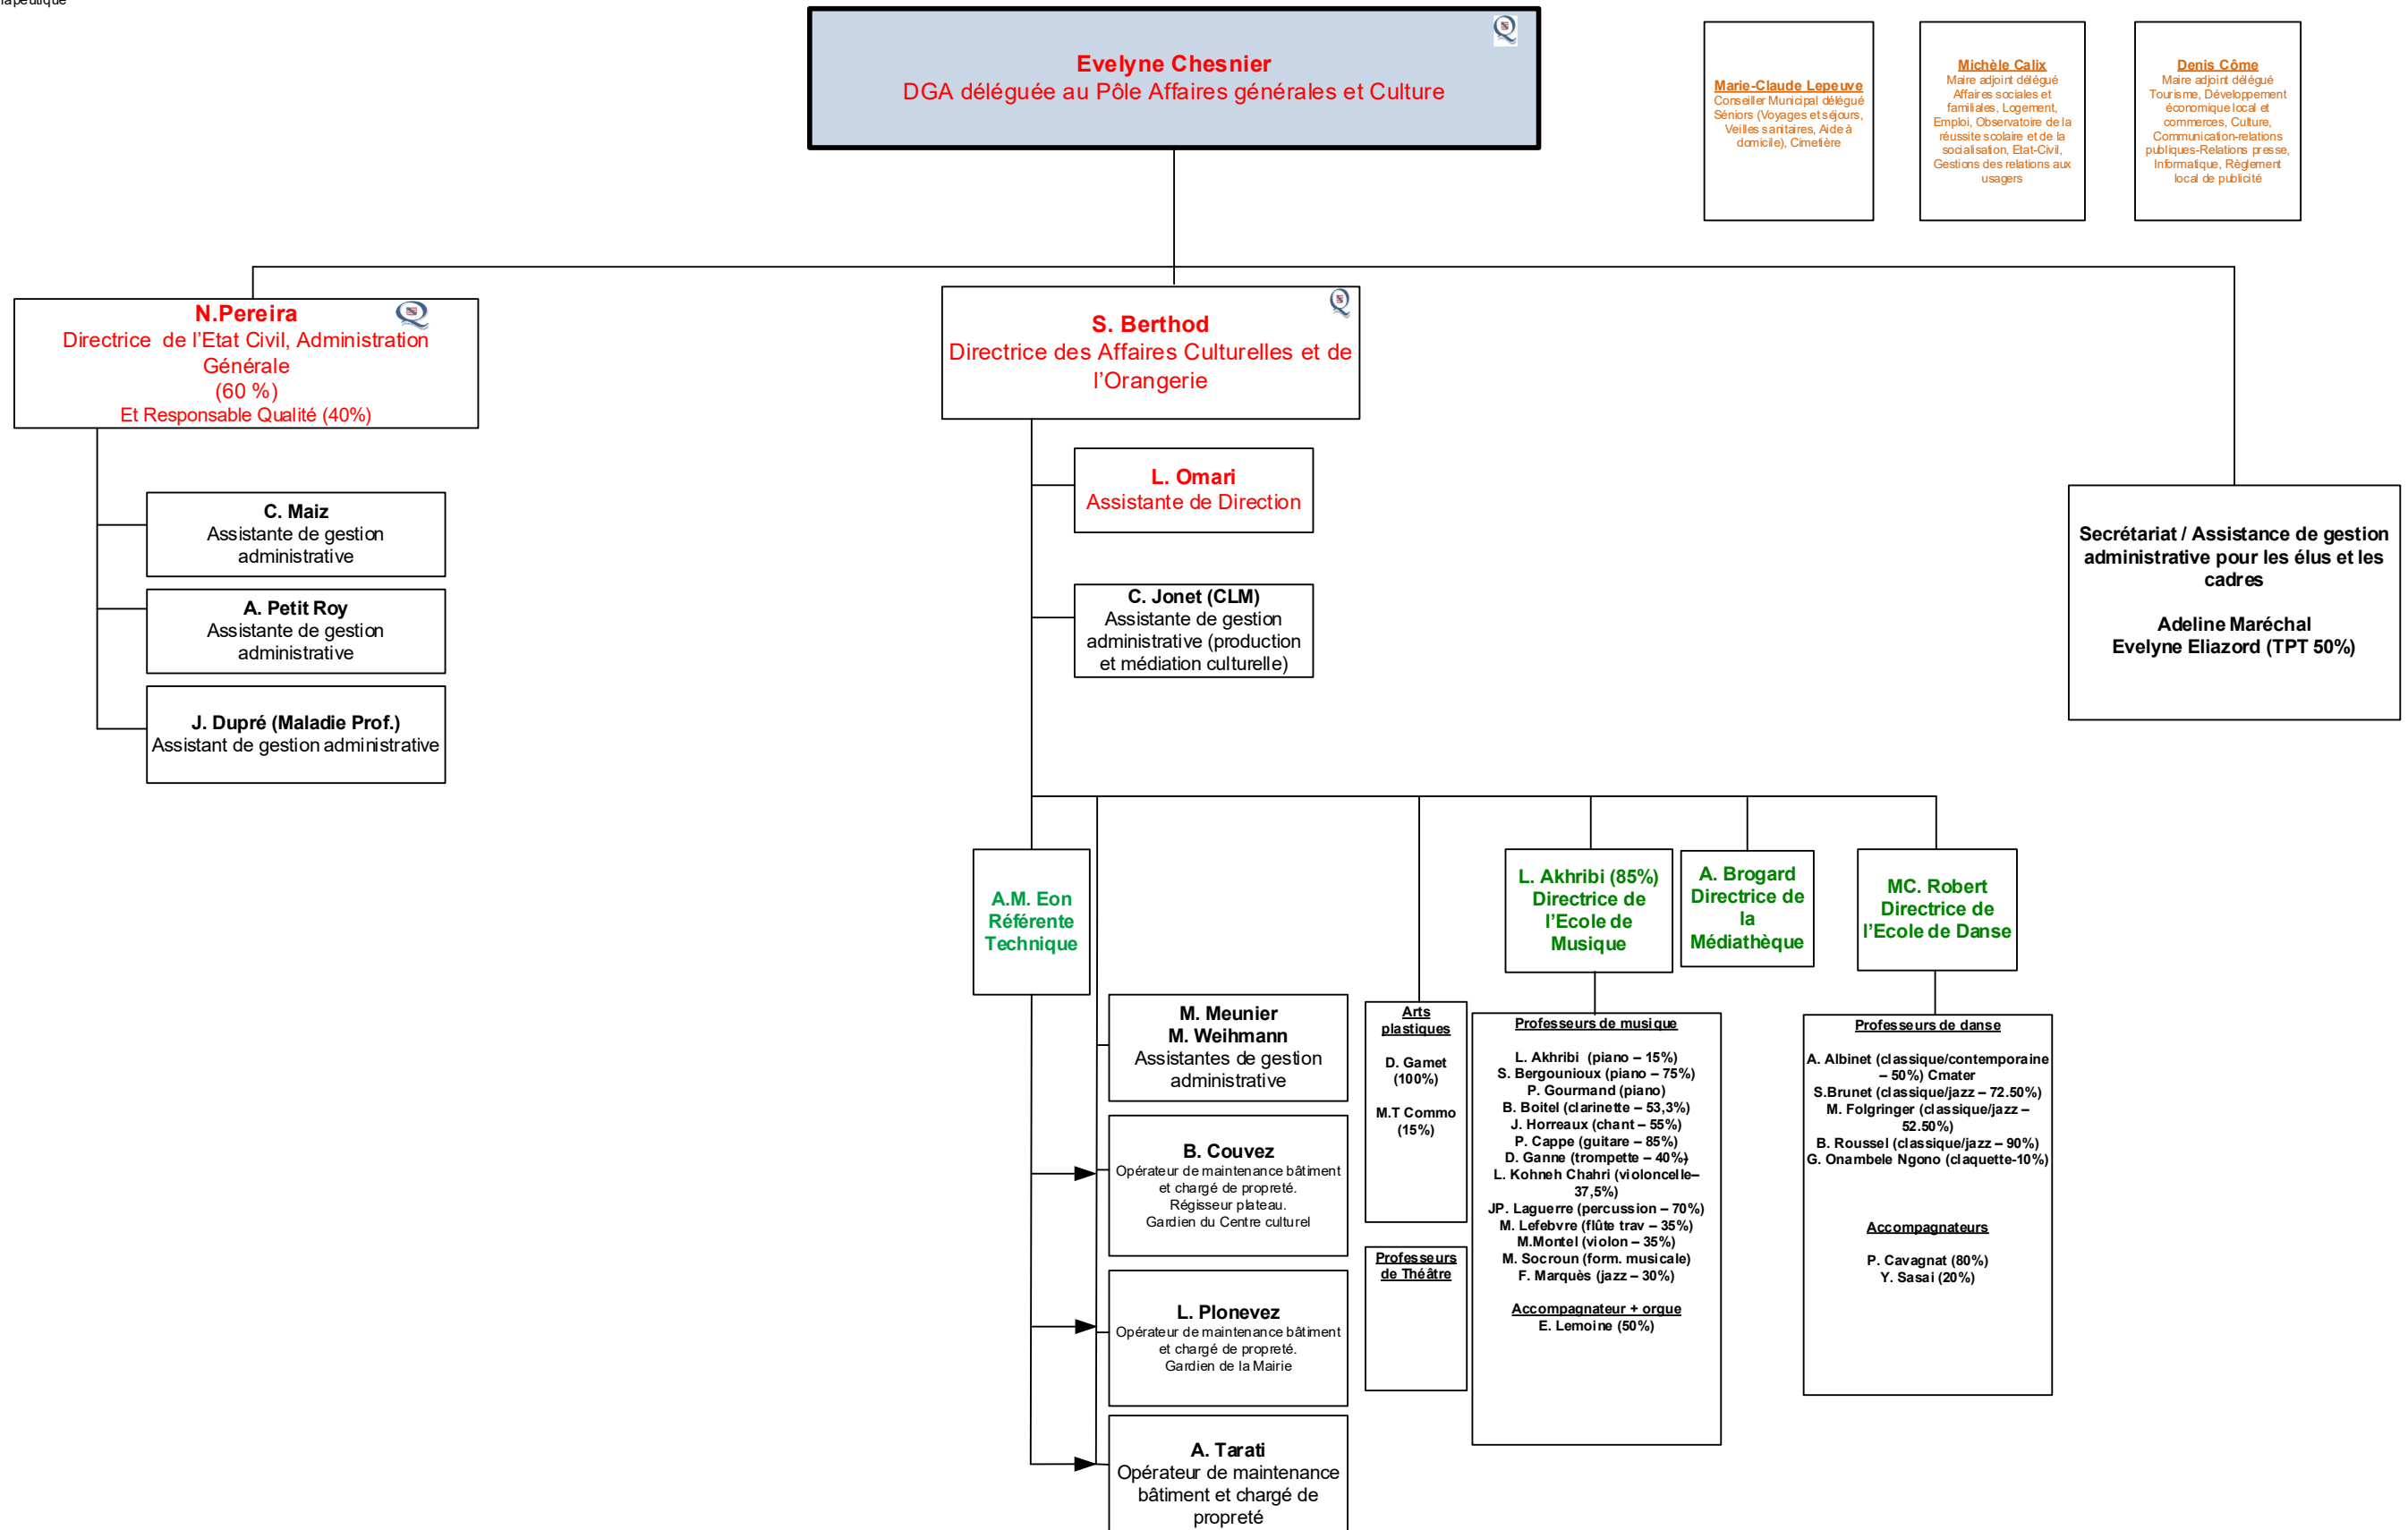 Evelyne Chesnier
DGA déléguée au Pôle Affaires générales et Culture
Marie-Claude Lepeuve
Conseiller Municipal délégué
Séniors (Voyages et séjours,
Veilles sanitaires, Aide à
domicile), Cimetière
Michèle Calix
Maire adjoint délégué
Affaires sociales et
familiales, Logement,
Emploi, Observatoire de la
réussite scolaire et de la
socialisation, Etat-Civil,
Gestions des relations aux
usagers
Denis Côme
Maire adjoint délégué
Tourisme, Développement
économique local et
commerces, Culture,
Communication-relations
publiques-Relations presse,
Informatique, Règlement
local de publicité
N.Pereira
Directrice de l'Etat Civil, Administration
Générale
(60 %)
Et Responsable Qualité (40%)
C. Maiz
Assistante de gestion
administrative
A. Petit Roy
Assistante de gestion
administrative
J. Dupré (Maladie Prof.)
Assistant de gestion administrative
S. Berthod
Directrice des Affaires Culturelles et de
l'Orangerie
L. Omari
Assistante de Direction
C. Jonet (CLM)
Assistante de gestion
administrative (production
et médiation culturelle)
Secrétariat / Assistance de gestion
administrative pour les élus et les
cadres
Adeline Maréchal
Evelyne Eliazord (TPT 50%)
A.M. Eon
Référente
Technique
M. Meunier
M. Weihmann
Assistantes de gestion
administrative
B. Couvez
Opérateur de maintenance bâtiment
et chargé de propreté.
Régisseur plateau.
Gardien du Centre culturel
L. Plonevez
Opérateur de maintenance bâtiment
et chargé de propreté.
Gardien de la Mairie
A. Tarati
Opérateur de maintenance
bâtiment et chargé de
propreté
Arts
plastiques
D. Gamet
(100%)
M.T Commo
(15%)
Professeurs
de Théâtre
L. Akhribi (85%)
Directrice de
l'Ecole de
Musique
Professeurs de musique
L. Akhribi (piano – 15%)
S. Bergounioux (piano – 75%)
P. Gourmand (piano)
B. Boitel (clarinette – 53,3%)
J. Horreaux (chant – 55%)
P. Cappe (guitare – 85%)
D. Ganne (trompette – 40%)
L. Kohneh Chahri (violoncelle–
37,5%)
JP. Laguerre (percussion – 70%)
M. Lefebvre (flûte trav – 35%)
M.Montel (violon – 35%)
M. Socroun (form. musicale)
F. Marquès (jazz – 30%)
Accompagnateur + orgue
E. Lemoine (50%)
A. Brogard
Directrice de
la
Médiathèque
MC. Robert
Directrice de
l'Ecole de Danse
Professeurs de danse
A. Albinet (classique/contemporaine
– 50%) Cmater
S.Brunet (classique/jazz – 72.50%)
M. Folgringer (classique/jazz –
52.50%)
B. Roussel (classique/jazz – 90%)
G. Onambele Ngono (claquette-10%)
Accompagnateurs
P. Cavagnat (80%)
Y. Sasai (20%)